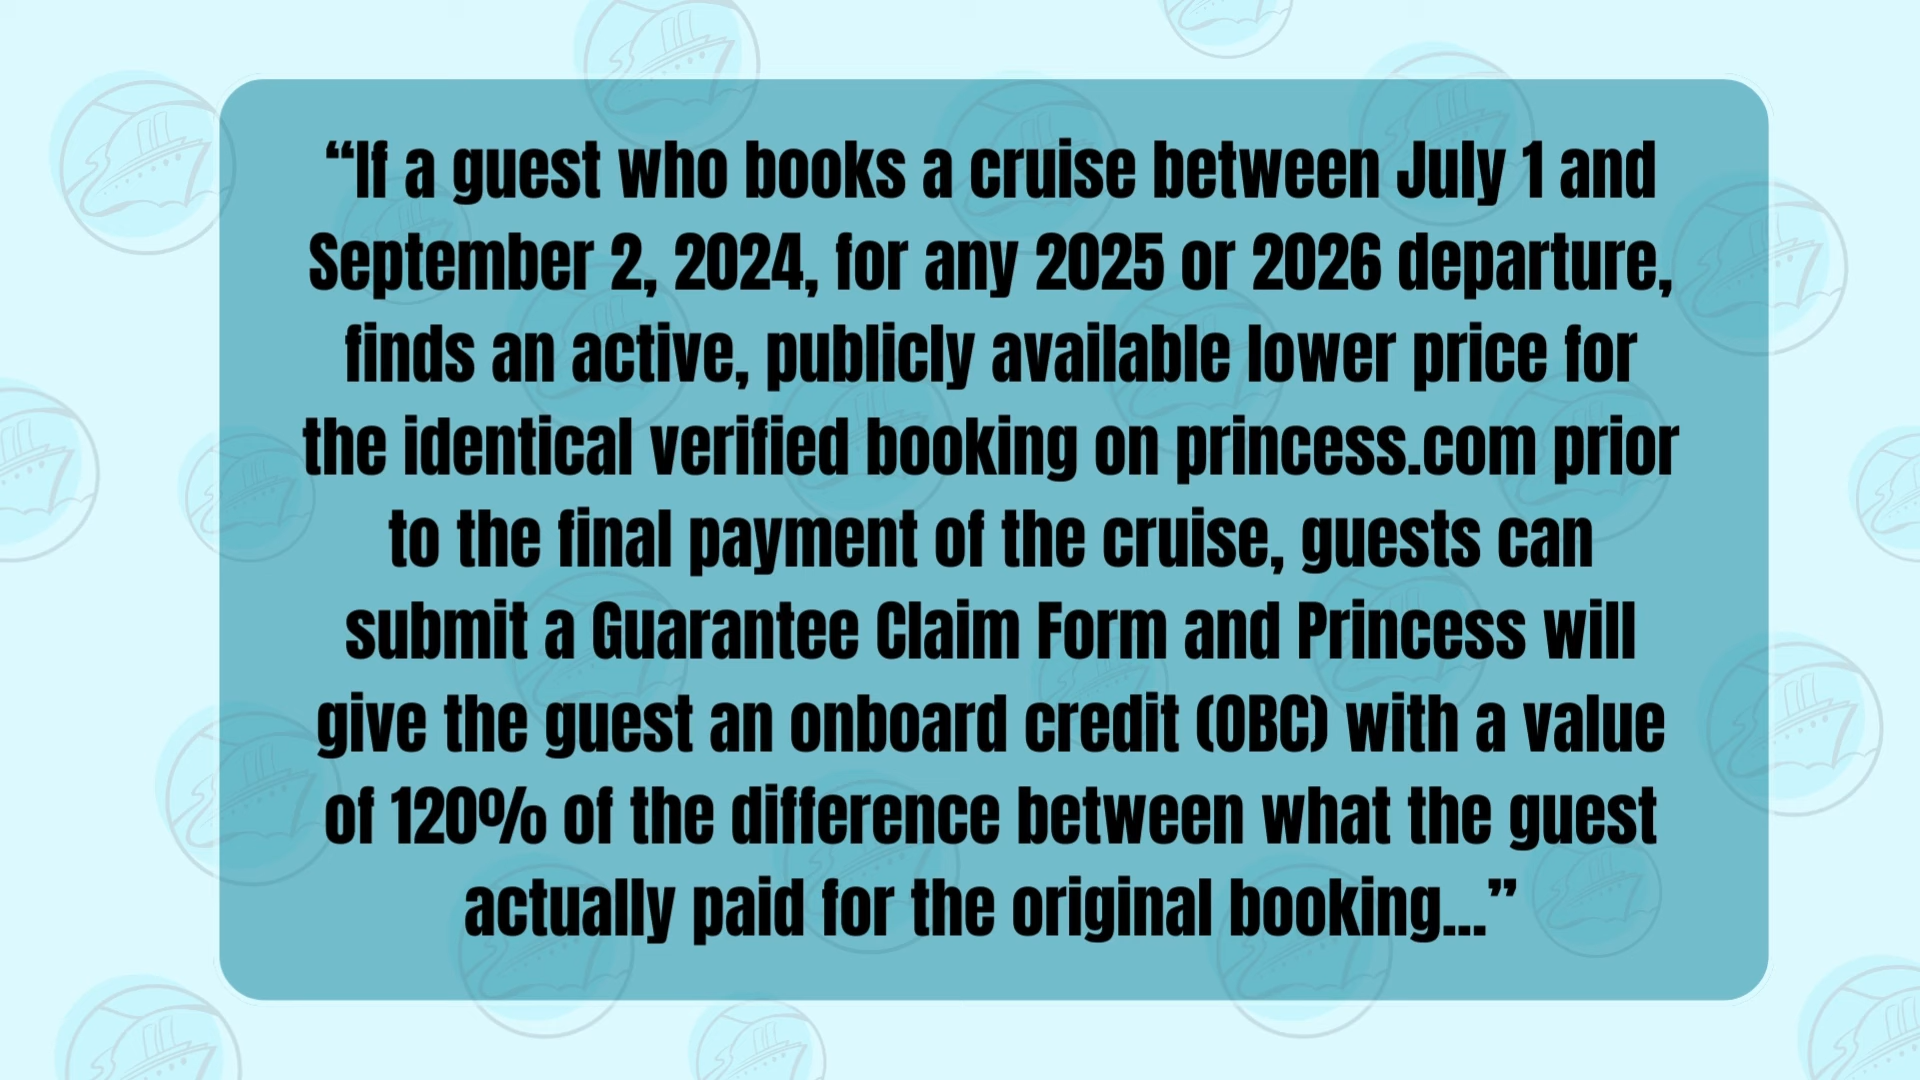 “If a guest who books a cruise between July 1 and
September 2, 2024, for any 2025 or 2026 departure,
finds an active, publicly available lower price for
the identical verified booking on princess.com prior
to the final payment of the cruise, guests can
submit a Guarantee Claim Form and Princess will
give the guest an onboard credit (OBC) with a value
of 120% of the difference between what the guest
actually paid for the original booking...”